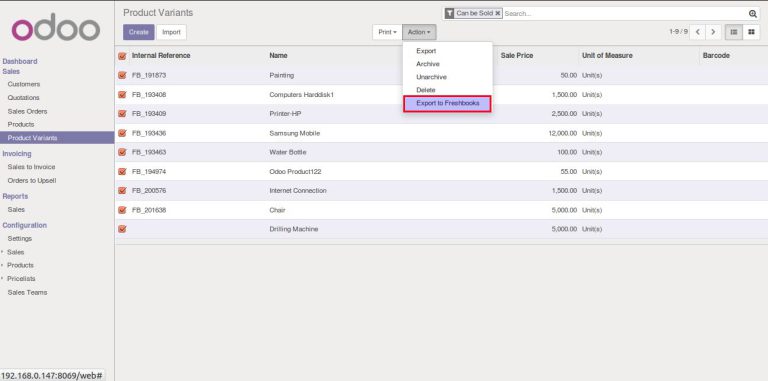 odoo
Dashboard
Sales
Customers
Quotations
Sales Orders
Products
Product Variants
Invoicing
Sales to Invoice
Orders to Upsell
Reports
Sales
Configuration
Settings
Sales
Products
Pricelists
Sales Teams
192.168.0.147:8069/web#
Product Variants
Can be Sold × Search...
Create Import Print Action 1-9 / 9
Export
Archive
Unarchive
Delete
Export to Freshbooks
Internal Reference Name Sale Price Unit of Measure Barcode
FB_191873 Painting 50.00 Unit(s)
FB_193408 Computers Harddisk1 1,500.00 Unit(s)
FB_193409 Printer-HP 2,500.00 Unit(s)
FB_193436 Samsung Mobile 12,000.00 Unit(s)
FB_193463 Water Bottle 100.00 Unit(s)
FB_194974 Odoo Product122 55.00 Unit(s)
FB_200576 Internet Connection 1,500.00 Unit(s)
FB_201638 Chair 5,000.00 Unit(s)
Drilling Machine 5,000.00 Unit(s)